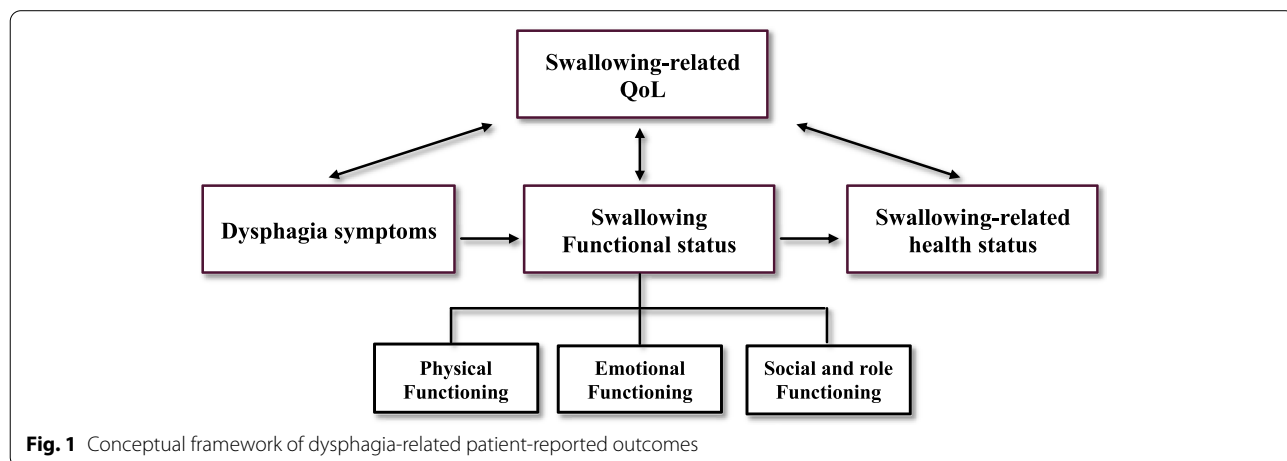 Swallowing-related
QoL
Dysphagia symptoms
Swallowing
Functional status
Swallowing-related
health status
Physical
Functioning
Emotional
Functioning
Social and role
Functioning
Fig. 1 Conceptual framework of dysphagia-related patient-reported outcomes